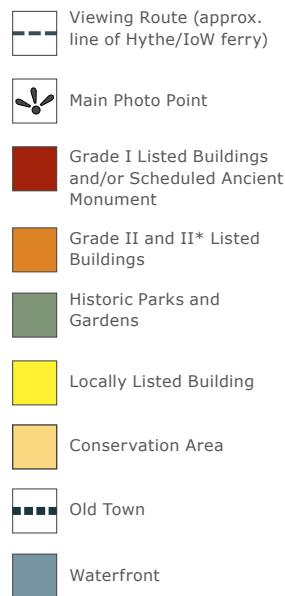 Viewing Route (approx.
line of Hythe/IoW ferry)
Main Photo Point
Grade I Listed Buildings
and/or Scheduled Ancient
Monument
Grade II and II* Listed
Buildings
Historic Parks and
Gardens
Locally Listed Building
Conservation Area
Old Town
Waterfront